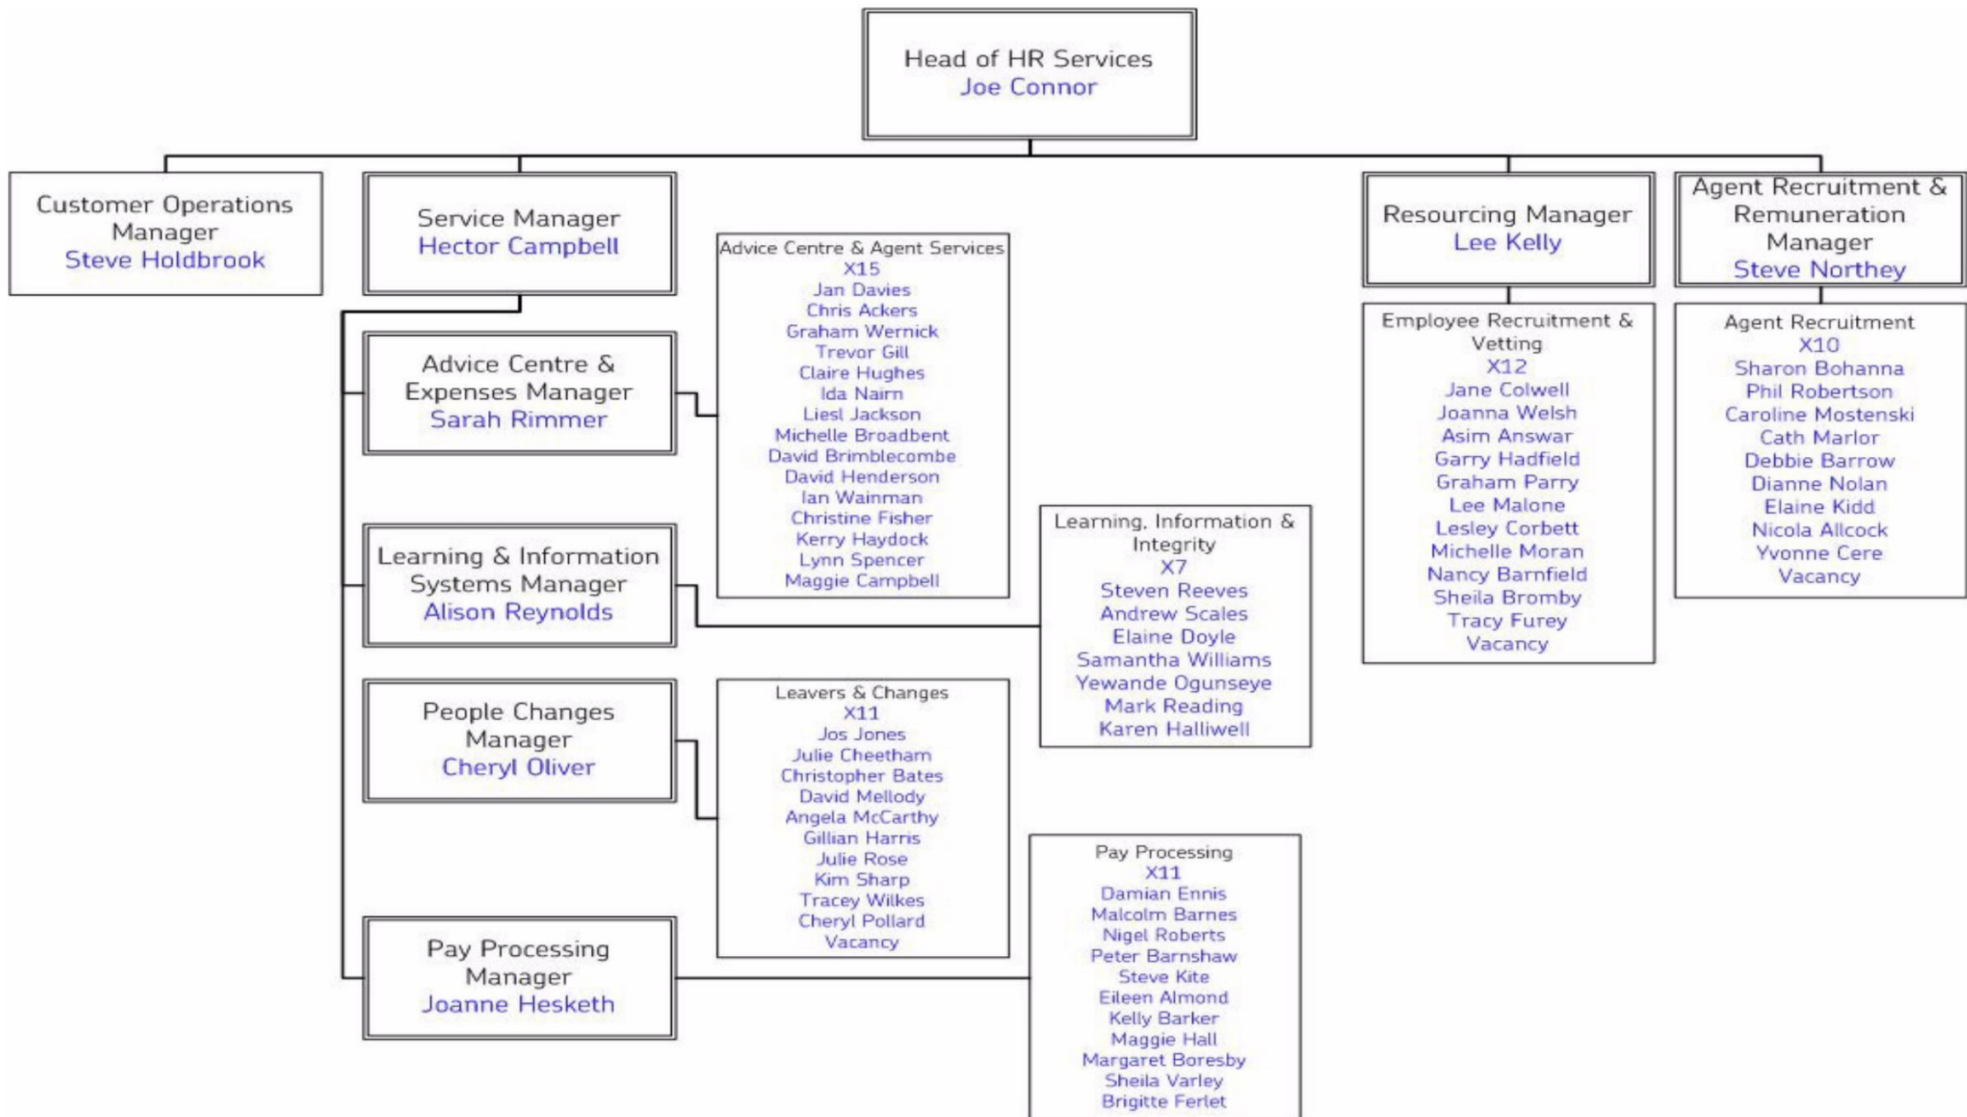 Head of HR Services
Joe Connor
Customer Operations
Manager
Steve Holdbrook
Service Manager
Hector Campbell
Resourcing Manager
Lee Kelly
Agent Recruitment &
Remuneration
Manager
Steve Northey
Advice Centre &
Expenses Manager
Sarah Rimmer
Advice Centre & Agent Services
X15
Jan Davies
Chris Ackers
Graham Wernick
Trevor Gill
Claire Hughes
Ida Nairn
Liesl Jackson
Michelle Broadbent
David Brimblecombe
David Henderson
Ian Wainman
Christine Fisher
Kerry Haydock
Lynn Spencer
Maggie Campbell
Learning & Information
Systems Manager
Alison Reynolds
Learning, Information &
Integrity
X7
Steven Reeves
Andrew Scales
Elaine Doyle
Samantha Williams
Yewande Ogunseye
Mark Reading
Karen Halliwell
People Changes
Manager
Cheryl Oliver
Leavers & Changes
X11
Jos Jones
Julie Cheetham
Christopher Bates
David Mellody
Angela McCarthy
Gillian Harris
Julie Rose
Kim Sharp
Tracey Wilkes
Cheryl Pollard
Vacancy
Pay Processing
Manager
Joanne Hesketh
Pay Processing
X11
Damian Ennis
Malcolm Barnes
Nigel Roberts
Peter Barnshaw
Steve Kite
Eileen Almond
Kelly Barker
Maggie Hall
Margaret Boresby
Sheila Varley
Brigitte Ferlet
Employee Recruitment &
Vetting
X12
Jane Colwell
Joanna Welsh
Asim Answar
Garry Hadfield
Graham Parry
Lee Malone
Lesley Corbett
Michelle Moran
Nancy Barnfield
Sheila Bromby
Tracy Furey
Vacancy
Agent Recruitment
X10
Sharon Bohanna
Phil Robertson
Caroline Mostenski
Cath Marlor
Debbie Barrow
Dianne Nolan
Elaine Kidd
Nicola Allcock
Yvonne Cere
Vacancy